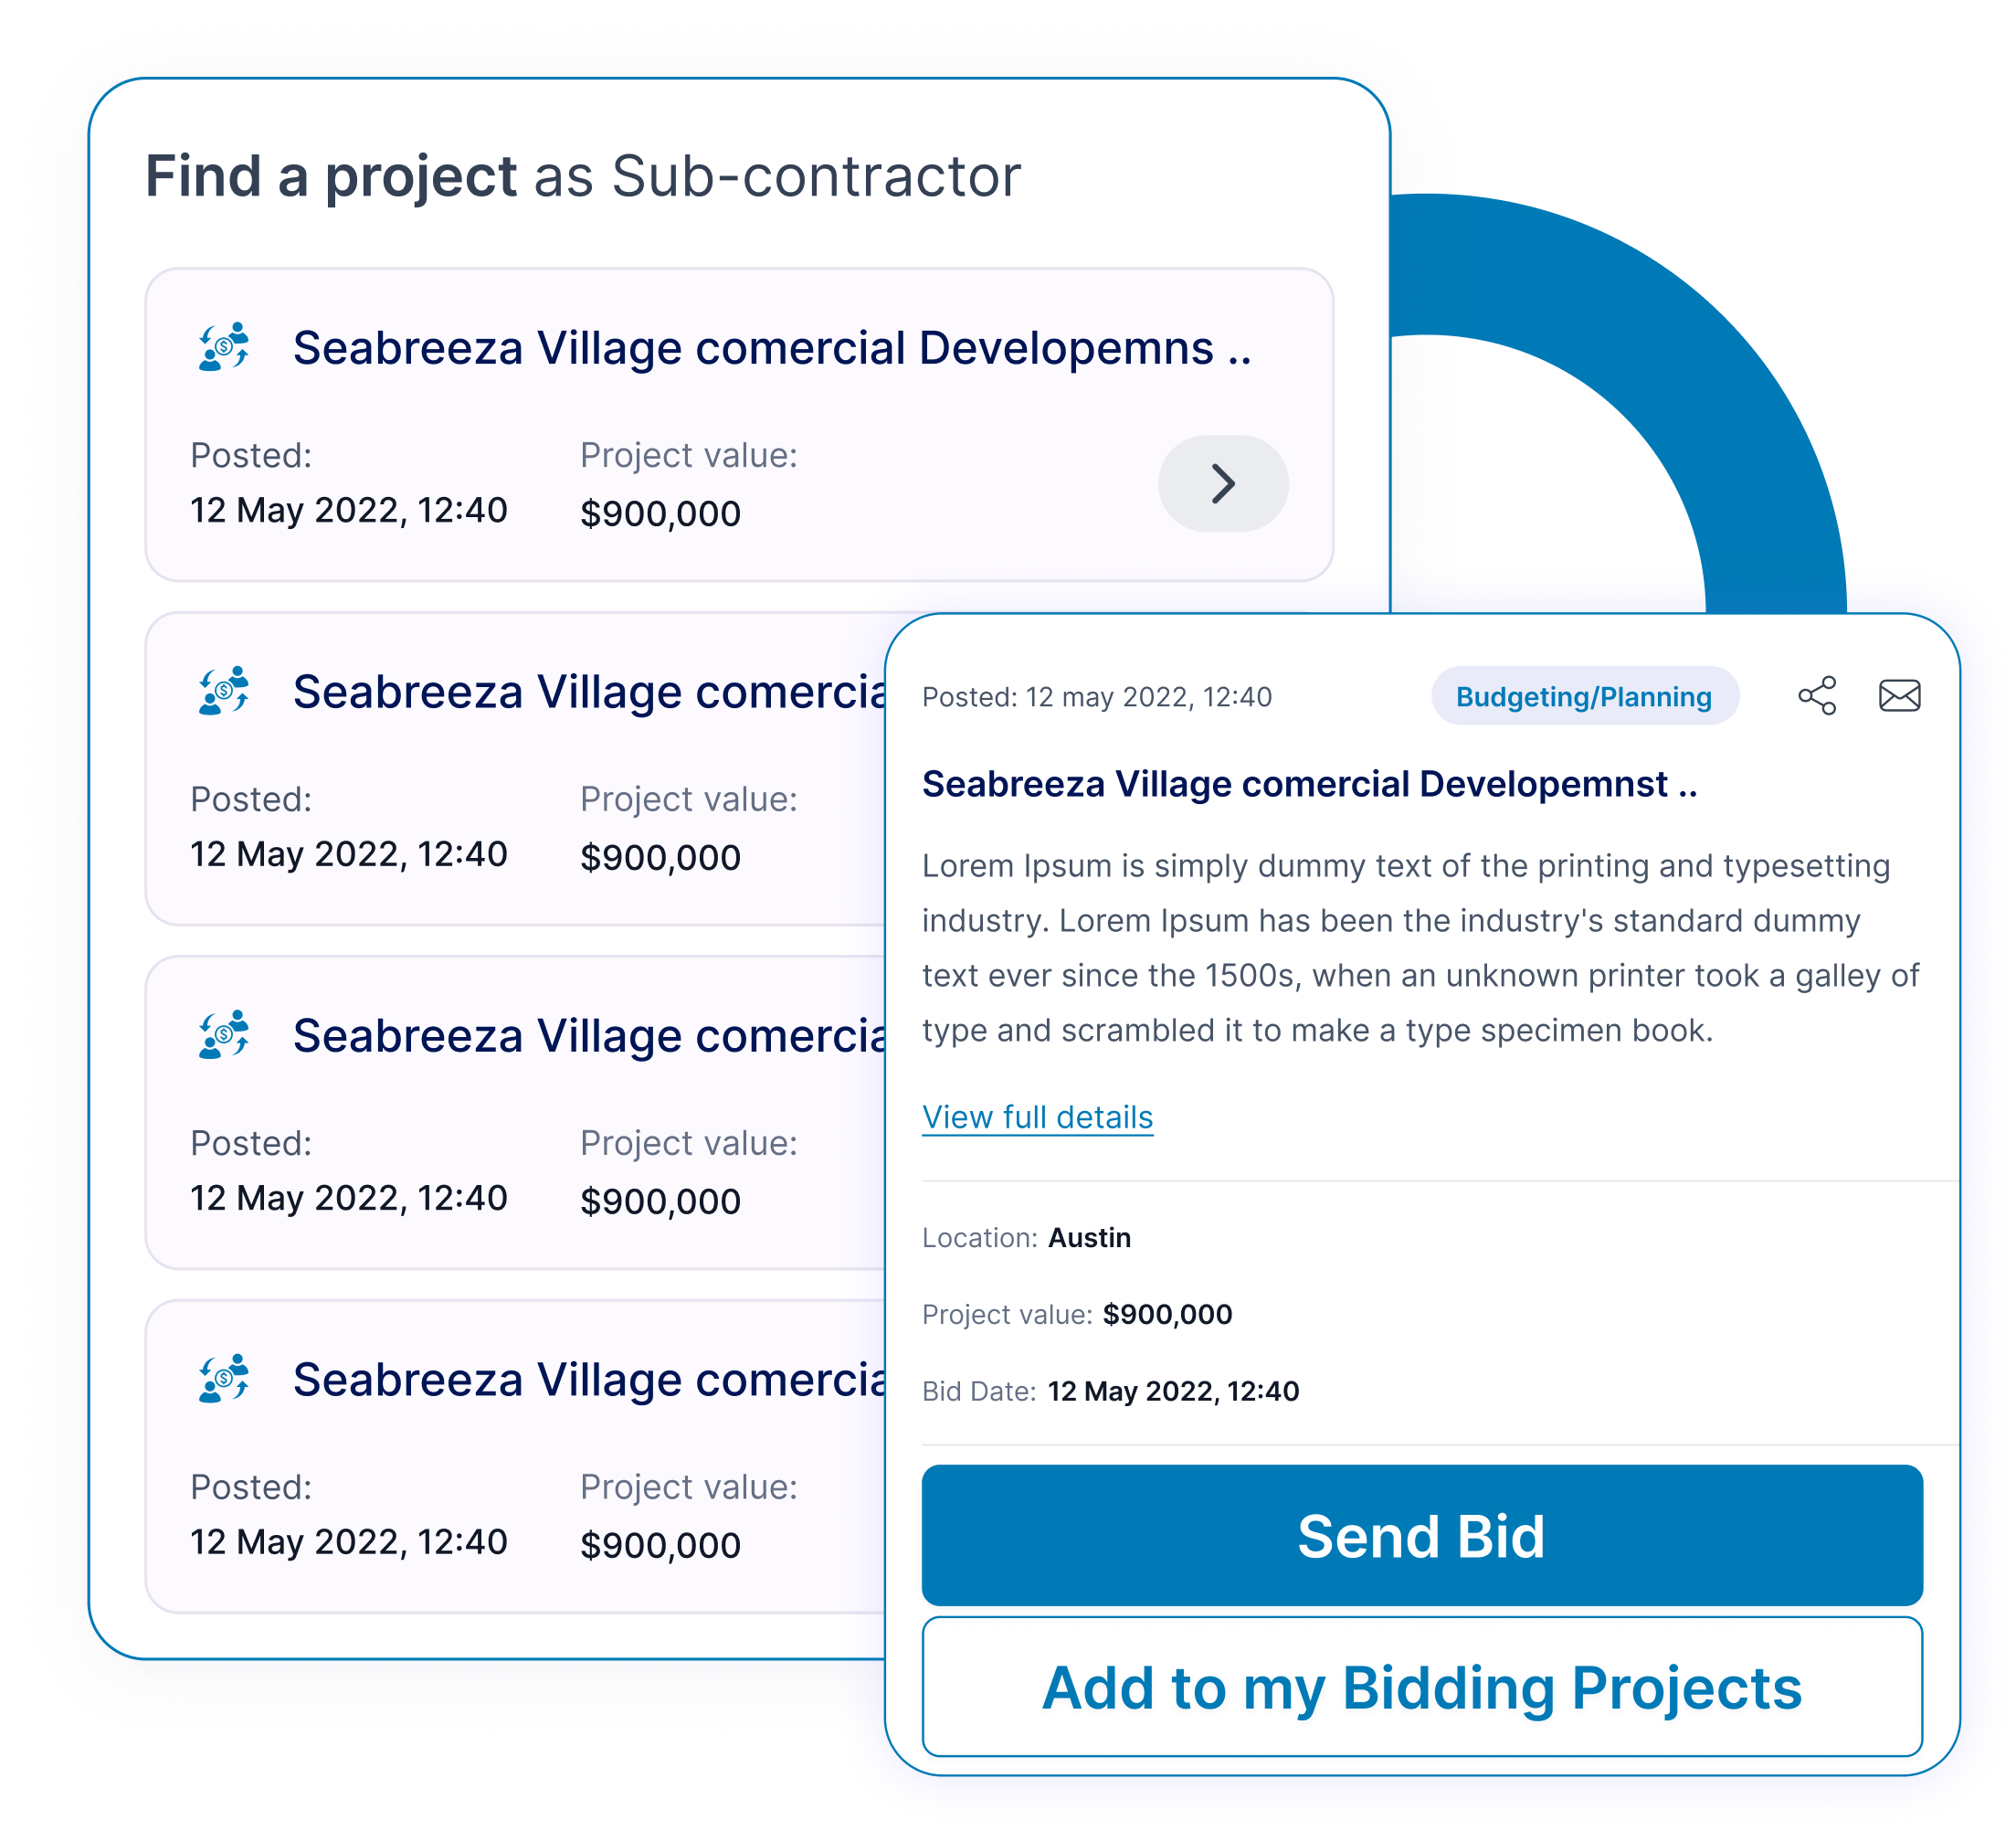 Find a project as Sub-contractor
Seabreeza Village comercial Developemns ..
Posted:
Project value:
12 May 2022, 12:40
$900,000
Seabreeza Village comercia
Posted:
Project value:
12 May 2022, 12:40
$900,000
Seabreeza Village comercia
Posted:
Project value:
12 May 2022, 12:40
$900,000
Seabreeza Village comercia
Posted:
Project value:
12 May 2022, 12:40
$900,000
Posted: 12 may 2022, 12:40
Budgeting/Planning
Seabreeza Village comercial Developemnst ..
Lorem Ipsum is simply dummy text of the printing and typesetting
industry. Lorem Ipsum has been the industry's standard dummy
text ever since the 1500s, when an unknown printer took a galley of
type and scrambled it to make a type specimen book.
View full details
Location: Austin
Project value: $900,000
Bid Date: 12 May 2022, 12:40
Send Bid
Add to my Bidding Projects